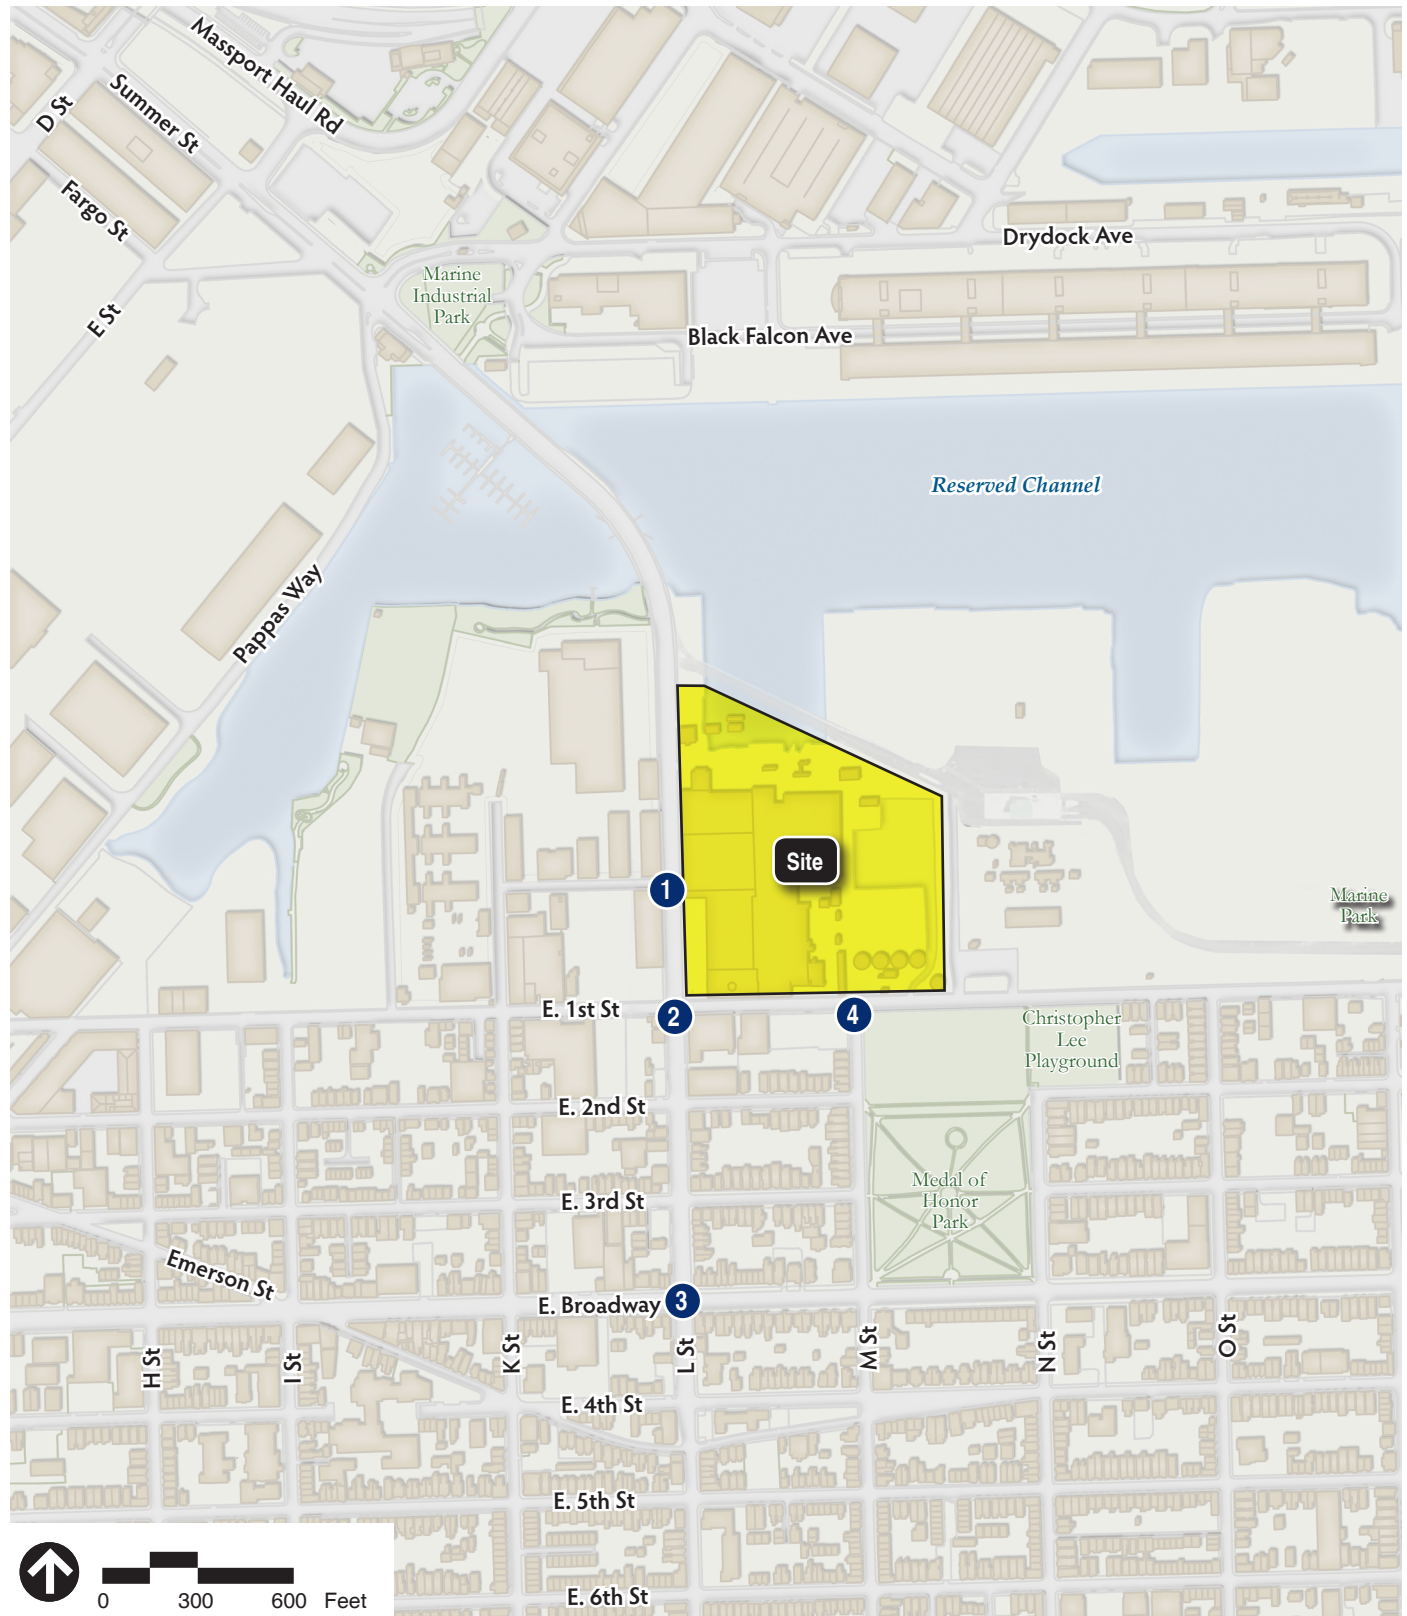 Massport Haul Rd
Summer St
D St
Fargo St
E St
Drydock Ave
Marine
Industrial
Park
Black Falcon Ave
Reserved Channel
Pappas Way
Site
1
Marine
Park
E. 1st St
2
4
Christopher
Lee
Playground
E. 2nd St
Medal of
Honor
Park
E. 3rd St
Emerson St
E. Broadway
3
H St
I St
K St
L St
M St
N St
O St
E. 4th St
E. 5th St
E. 6th St
0 300 600 Feet